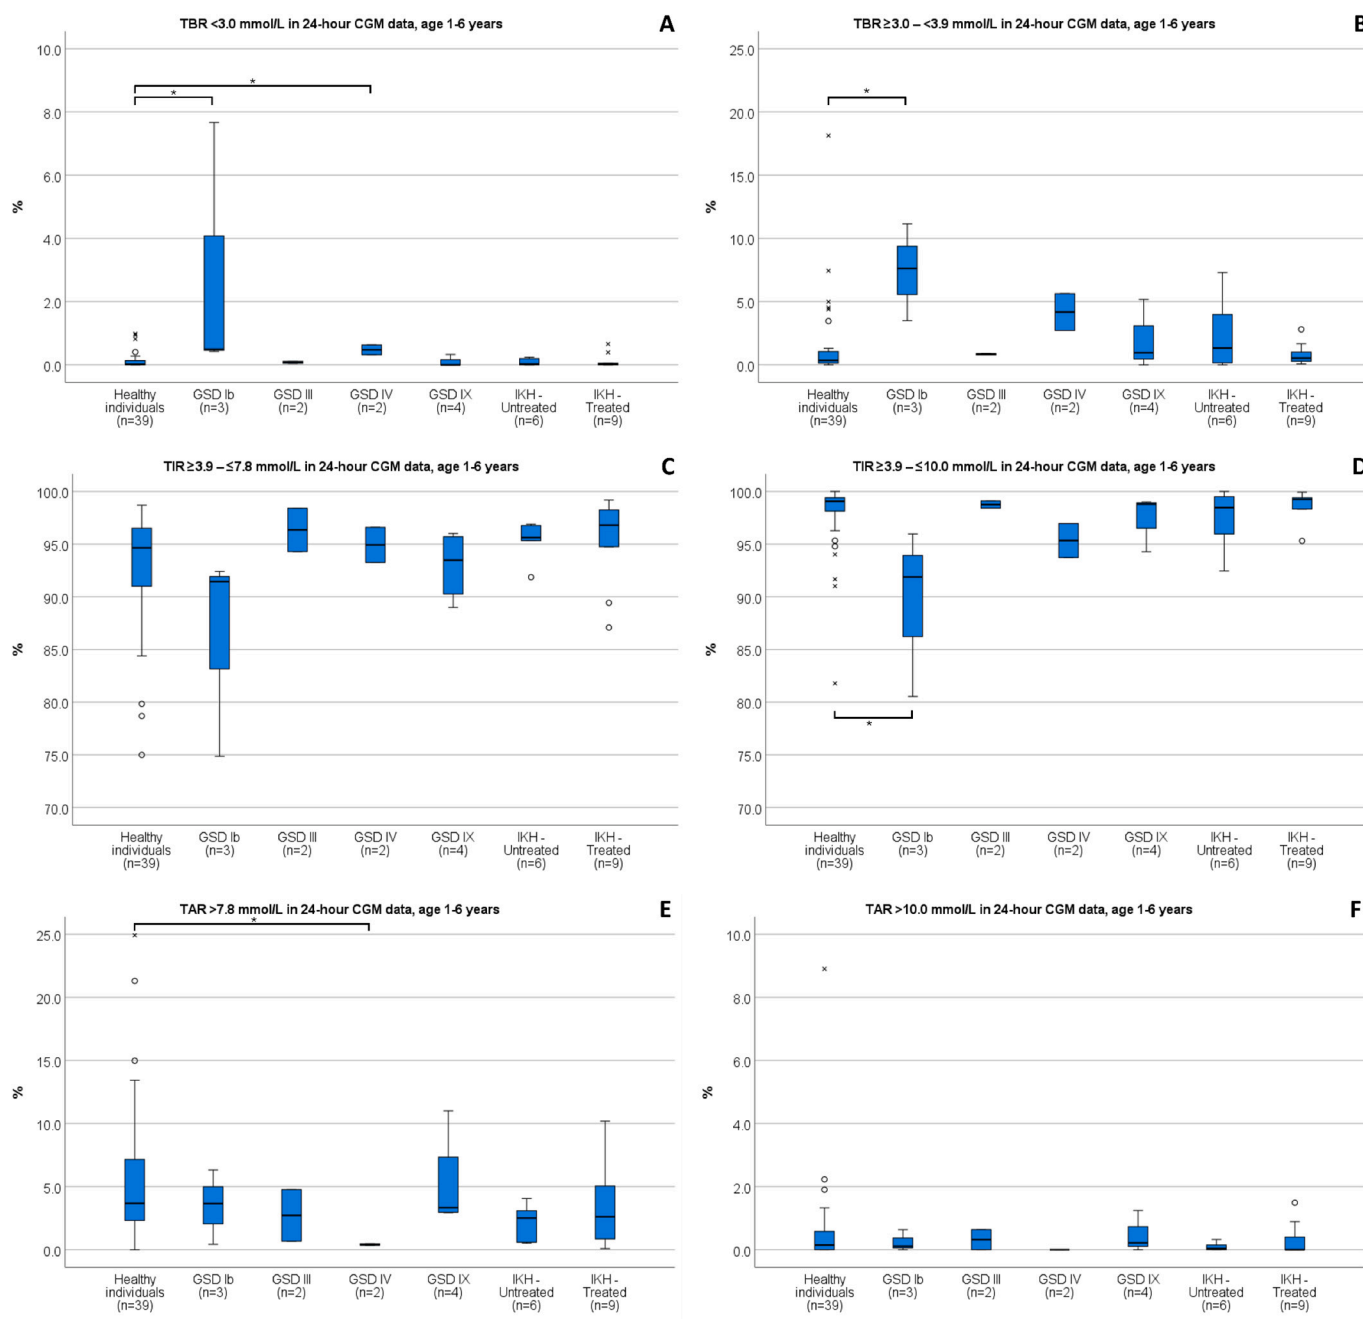 TBR <3.0 mmol/L in 24-hour CGM data, age 1-6 years
A
10.0
8.0
6.0
4.0
2.0
0.0
%
*
*
Healthy individuals (n=39)
GSD Ib (n=3)
GSD III (n=2)
GSD IV (n=2)
GSD IX (n=4)
IKH - Untreated (n=6)
IKH - Treated (n=9)
TBR ≥3.0 – <3.9 mmol/L in 24-hour CGM data, age 1-6 years
B
25.0
20.0
15.0
10.0
5.0
0.0
%
*
Healthy individuals (n=39)
GSD Ib (n=3)
GSD III (n=2)
GSD IV (n=2)
GSD IX (n=4)
IKH - Untreated (n=6)
IKH - Treated (n=9)
TIR ≥3.9 – ≤7.8 mmol/L in 24-hour CGM data, age 1-6 years
C
100.0
95.0
90.0
85.0
80.0
75.0
70.0
%
Healthy individuals (n=39)
GSD Ib (n=3)
GSD III (n=2)
GSD IV (n=2)
GSD IX (n=4)
IKH - Untreated (n=6)
IKH - Treated (n=9)
TIR ≥3.9 – ≤10.0 mmol/L in 24-hour CGM data, age 1-6 years
D
100.0
95.0
90.0
85.0
80.0
75.0
70.0
%
*
Healthy individuals (n=39)
GSD Ib (n=3)
GSD III (n=2)
GSD IV (n=2)
GSD IX (n=4)
IKH - Untreated (n=6)
IKH - Treated (n=9)
TAR >7.8 mmol/L in 24-hour CGM data, age 1-6 years
E
25.0
20.0
15.0
10.0
5.0
0.0
%
*
Healthy individuals (n=39)
GSD Ib (n=3)
GSD III (n=2)
GSD IV (n=2)
GSD IX (n=4)
IKH - Untreated (n=6)
IKH - Treated (n=9)
TAR >10.0 mmol/L in 24-hour CGM data, age 1-6 years
F
10.0
8.0
6.0
4.0
2.0
0.0
%
Healthy individuals (n=39)
GSD Ib (n=3)
GSD III (n=2)
GSD IV (n=2)
GSD IX (n=4)
IKH - Untreated (n=6)
IKH - Treated (n=9)